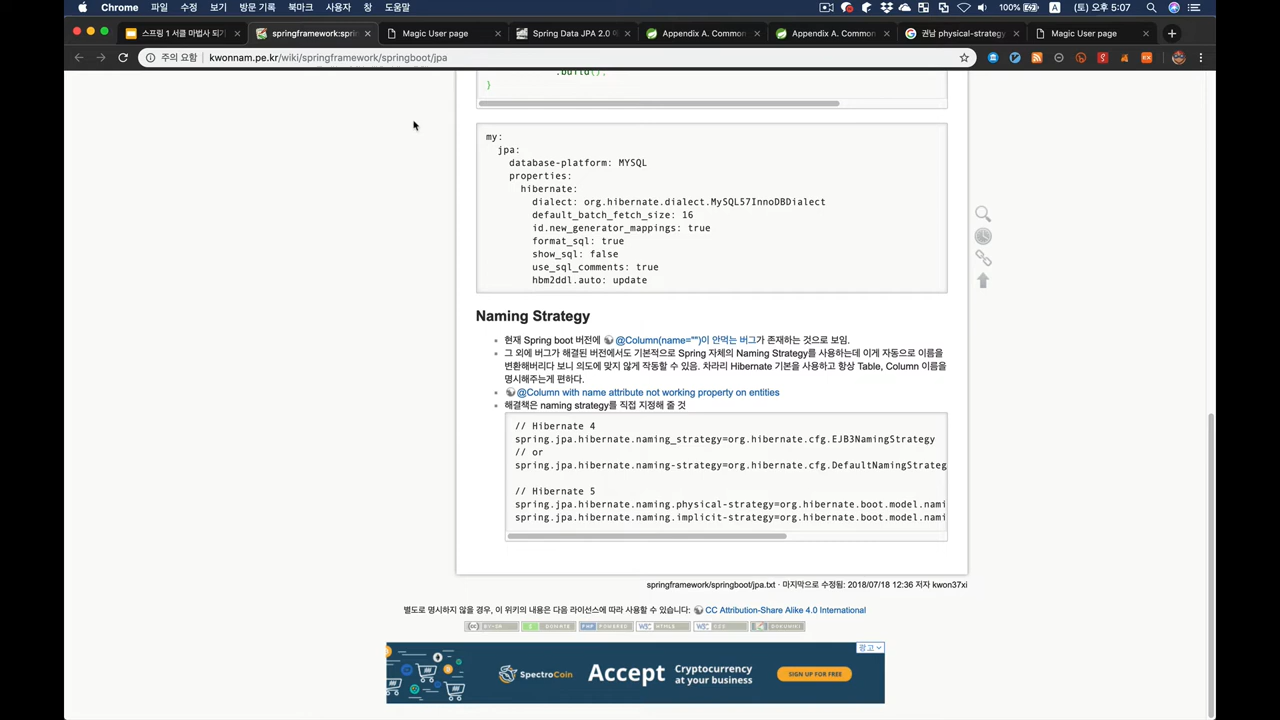 Chrome 파일 수정 보기 방문 기록 북마크 사용자 창 도움말 100% A (토) 오후 5:07
스프링 1 서클 마법사 되기 springframework:sprin Magic User page Spring Data JPA 2.0 Appendix A. Common Appendix A. Common 권남 physical-strategy Magic User page
주의 요함 kwonnam.pe.kr/wiki/springframework/springboot/jpa
.build();
}
my:
jpa:
database-platform: MYSQL
properties:
hibernate:
dialect: org.hibernate.dialect.MySQL57InnoDBDialect
default_batch_fetch_size: 16
id.new_generator_mappings: true
format_sql: true
show_sql: false
use_sql_comments: true
hbm2ddl.auto: update
Naming Strategy
현재 Spring boot 버전에 @Column(name="")이 안먹는 버그가 존재하는 것으로 보임.
그 외에 버그가 해결된 버전에서도 기본적으로 Spring 자체의 Naming Strategy를 사용하는데 이게 자동으로 이름을
변환해버리다 보니 의도에 맞지 않게 작동할 수 있음. 차라리 Hibernate 기본을 사용하고 항상 Table, Column 이름을
명시해주는게 편하다.
@Column with name attribute not working property on entities
해결책은 naming strategy를 직접 지정해 줄 것
// Hibernate 4
spring.jpa.hibernate.naming_strategy=org.hibernate.cfg.EJB3NamingStrategy
// or
spring.jpa.hibernate.naming-strategy=org.hibernate.cfg.DefaultNamingStrateg
// Hibernate 5
spring.jpa.hibernate.naming.physical-strategy=org.hibernate.boot.model.nami
spring.jpa.hibernate.naming.implicit-strategy=org.hibernate.boot.model.nami
springframework/springboot/jpa.txt · 마지막으로 수정됨: 2018/07/18 12:36 저자 kwon37xi
별도로 명시하지 않을 경우, 이 위키의 내용은 다음 라이선스에 따라 사용할 수 있습니다: CC Attribution-Share Alike 4.0 International
cc BY-SA $ DONATE PHP POWERED W3C HTML5 W3C CSS DOKUWIKI
광고
SpectroCoin Accept Cryptocurrency
at your business
SIGN UP FOR FREE